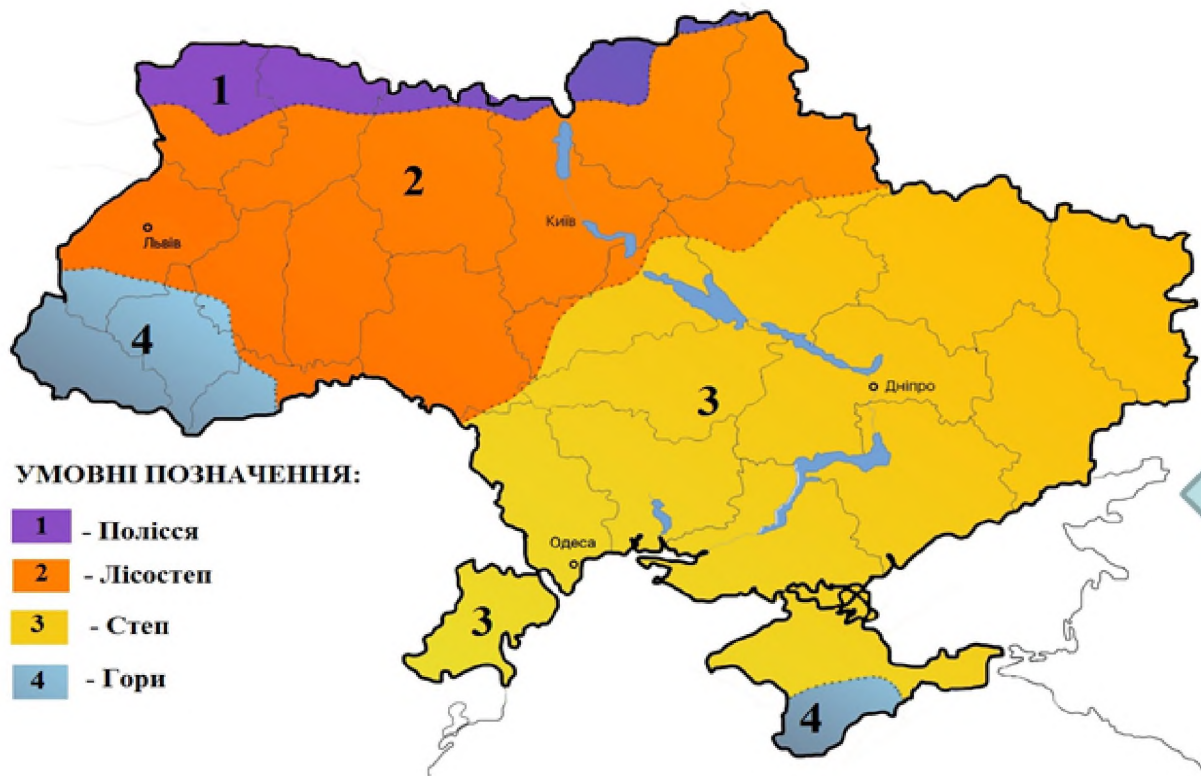 1
2
Київ
Львів
4
3
Дніпро
УМОВНІ ПОЗНАЧЕННЯ:
1 - Полісся
Одеса
2 - Лісостеп
3 - Степ
3
4 - Гори
4